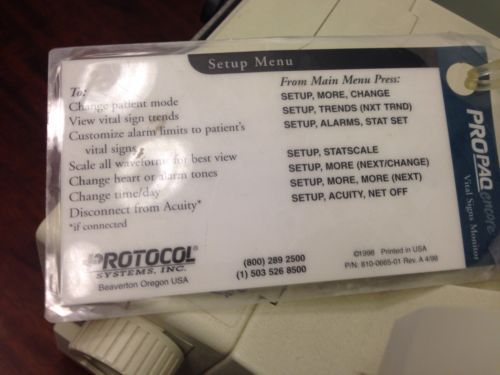 Setup Menu
To: From Main Menu Press:
Change patient mode SETUP, MORE, CHANGE
View vital sign trends SETUP, TRENDS (NXT TRND)
Customize alarm limits to patient's SETUP, ALARMS, STAT SET
vital signs
Scale all waveforms for best view SETUP, STATSCALE
Change heart or alarm tones SETUP, MORE (NEXT/CHANGE)
Change time/day SETUP, MORE, MORE (NEXT)
Disconnect from Acuity* SETUP, ACUITY, NET OFF
*if connected
PROTOCOL®
SYSTEMS, INC.
Beaverton Oregon USA
(800) 289 2500
(1) 503 526 8500
©1998 Printed in USA
P/N: 810-0665-01 Rev. A 4/98
PROPAQ encore
Vital Signs Monitor